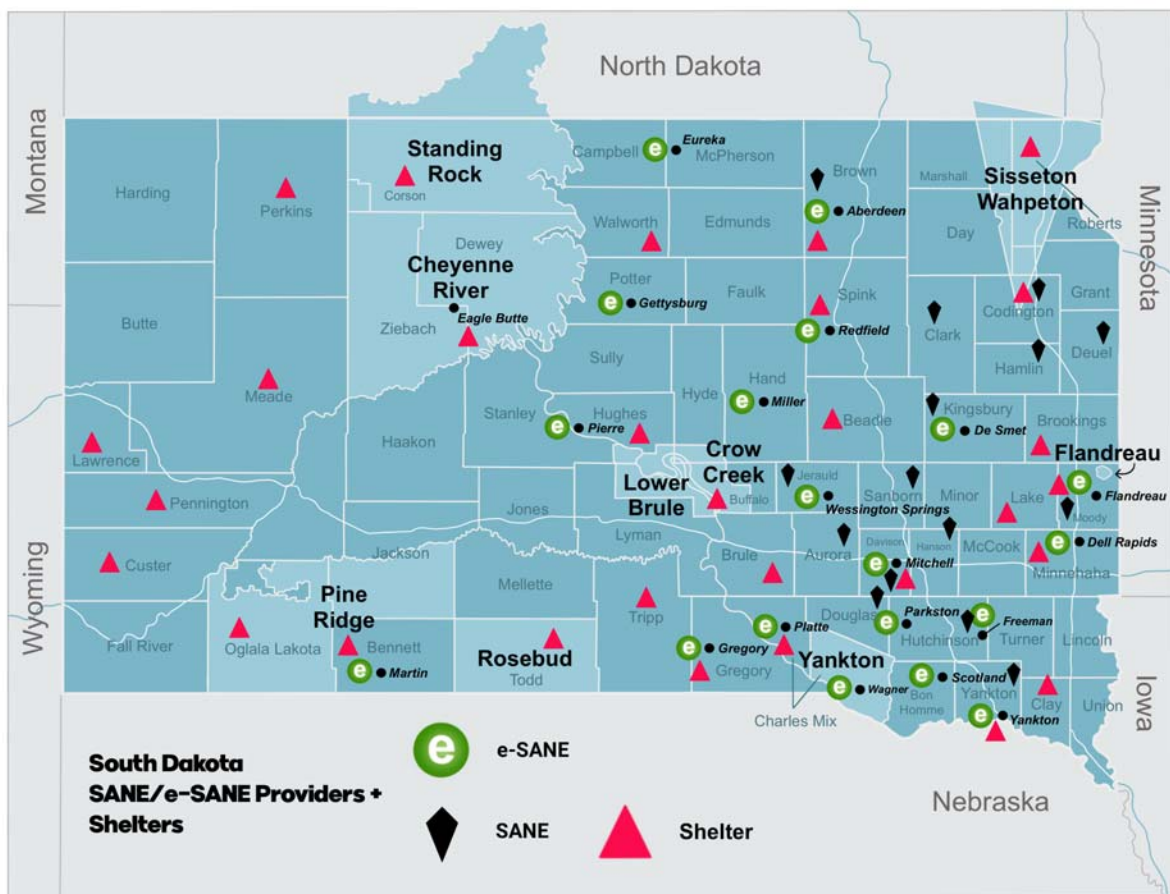 North Dakota
Montana
Minnesota
Wyoming
Iowa
Nebraska
Harding
Perkins
Standing
Rock
Corson
Campbell
Eureka
McPherson
Brown
Marshall
Sisseton
Wahpeton
Roberts
Walworth
Edmunds
Aberdeen
Day
Dewey
Cheyenne
River
Eagle Butte
Ziebach
Potter
Gettysburg
Faulk
Spink
Redfield
Clark
Codington
Grant
Butte
Meade
Sully
Hyde
Hand
Miller
Hamlin
Deuel
Stanley
Pierre
Hughes
Beadle
Kingsbury
De Smet
Brookings
Haakon
Lawrence
Pennington
Lower
Brule
Crow
Creek
Buffalo
Jerauld
Wessington Springs
Sanborn
Minor
Lake
Flandreau
Flandreau
Moody
Jones
Lyman
Jackson
Custer
Mellette
Brule
Aurora
Davison
Mitchell
Hanson
McCook
Dell Rapids
Minnehaha
Fall River
Oglala Lakota
Pine
Ridge
Bennett
Martin
Rosebud
Todd
Tripp
Gregory
Gregory
Platte
Yankton
Wagner
Charles Mix
Douglas
Parkston
Hutchinson
Freeman
Turner
Lincoln
Scotland
Bon
Homme
Yankton
Yankton
Clay
Union
South Dakota
SANE/e-SANE Providers +
Shelters
e e-SANE
SANE
Shelter